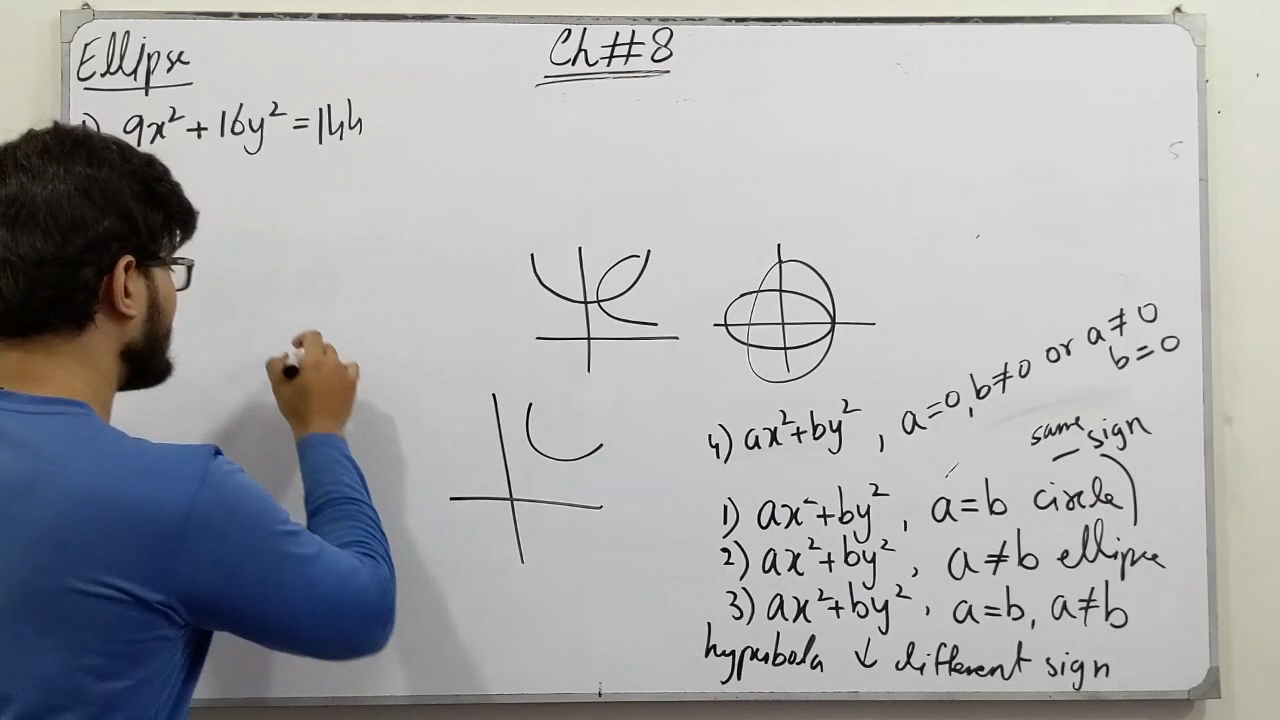 Ellipse
Ch#8
1) 9x²+16y²=144
5
4) ax²+by², a=0, b≠0 or a≠0
b=0
same sign
1) ax²+by², a=b circle
2) ax²+by², a≠b ellipse
3) ax²+by², a=b, a≠b
hyperbola ↓ different sign